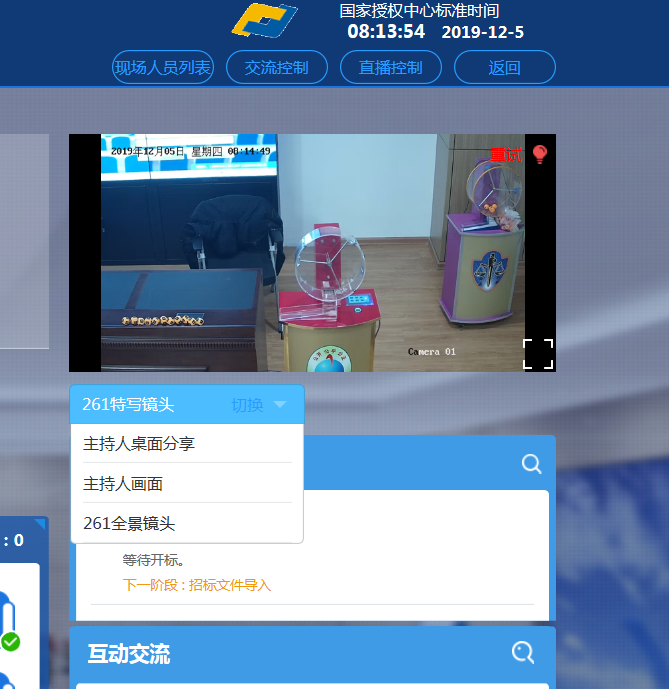 国家授权中心标准时间
08:13:54 2019-12-5
现场人员列表 交流控制 直播控制 返回
2019年12月05日 星期四 08:14:49
重试
Camera 01
261特写镜头 切换
主持人桌面分享
主持人画面
261全景镜头
等待开标。
下一阶段：招标文件导入
: 0
互动交流